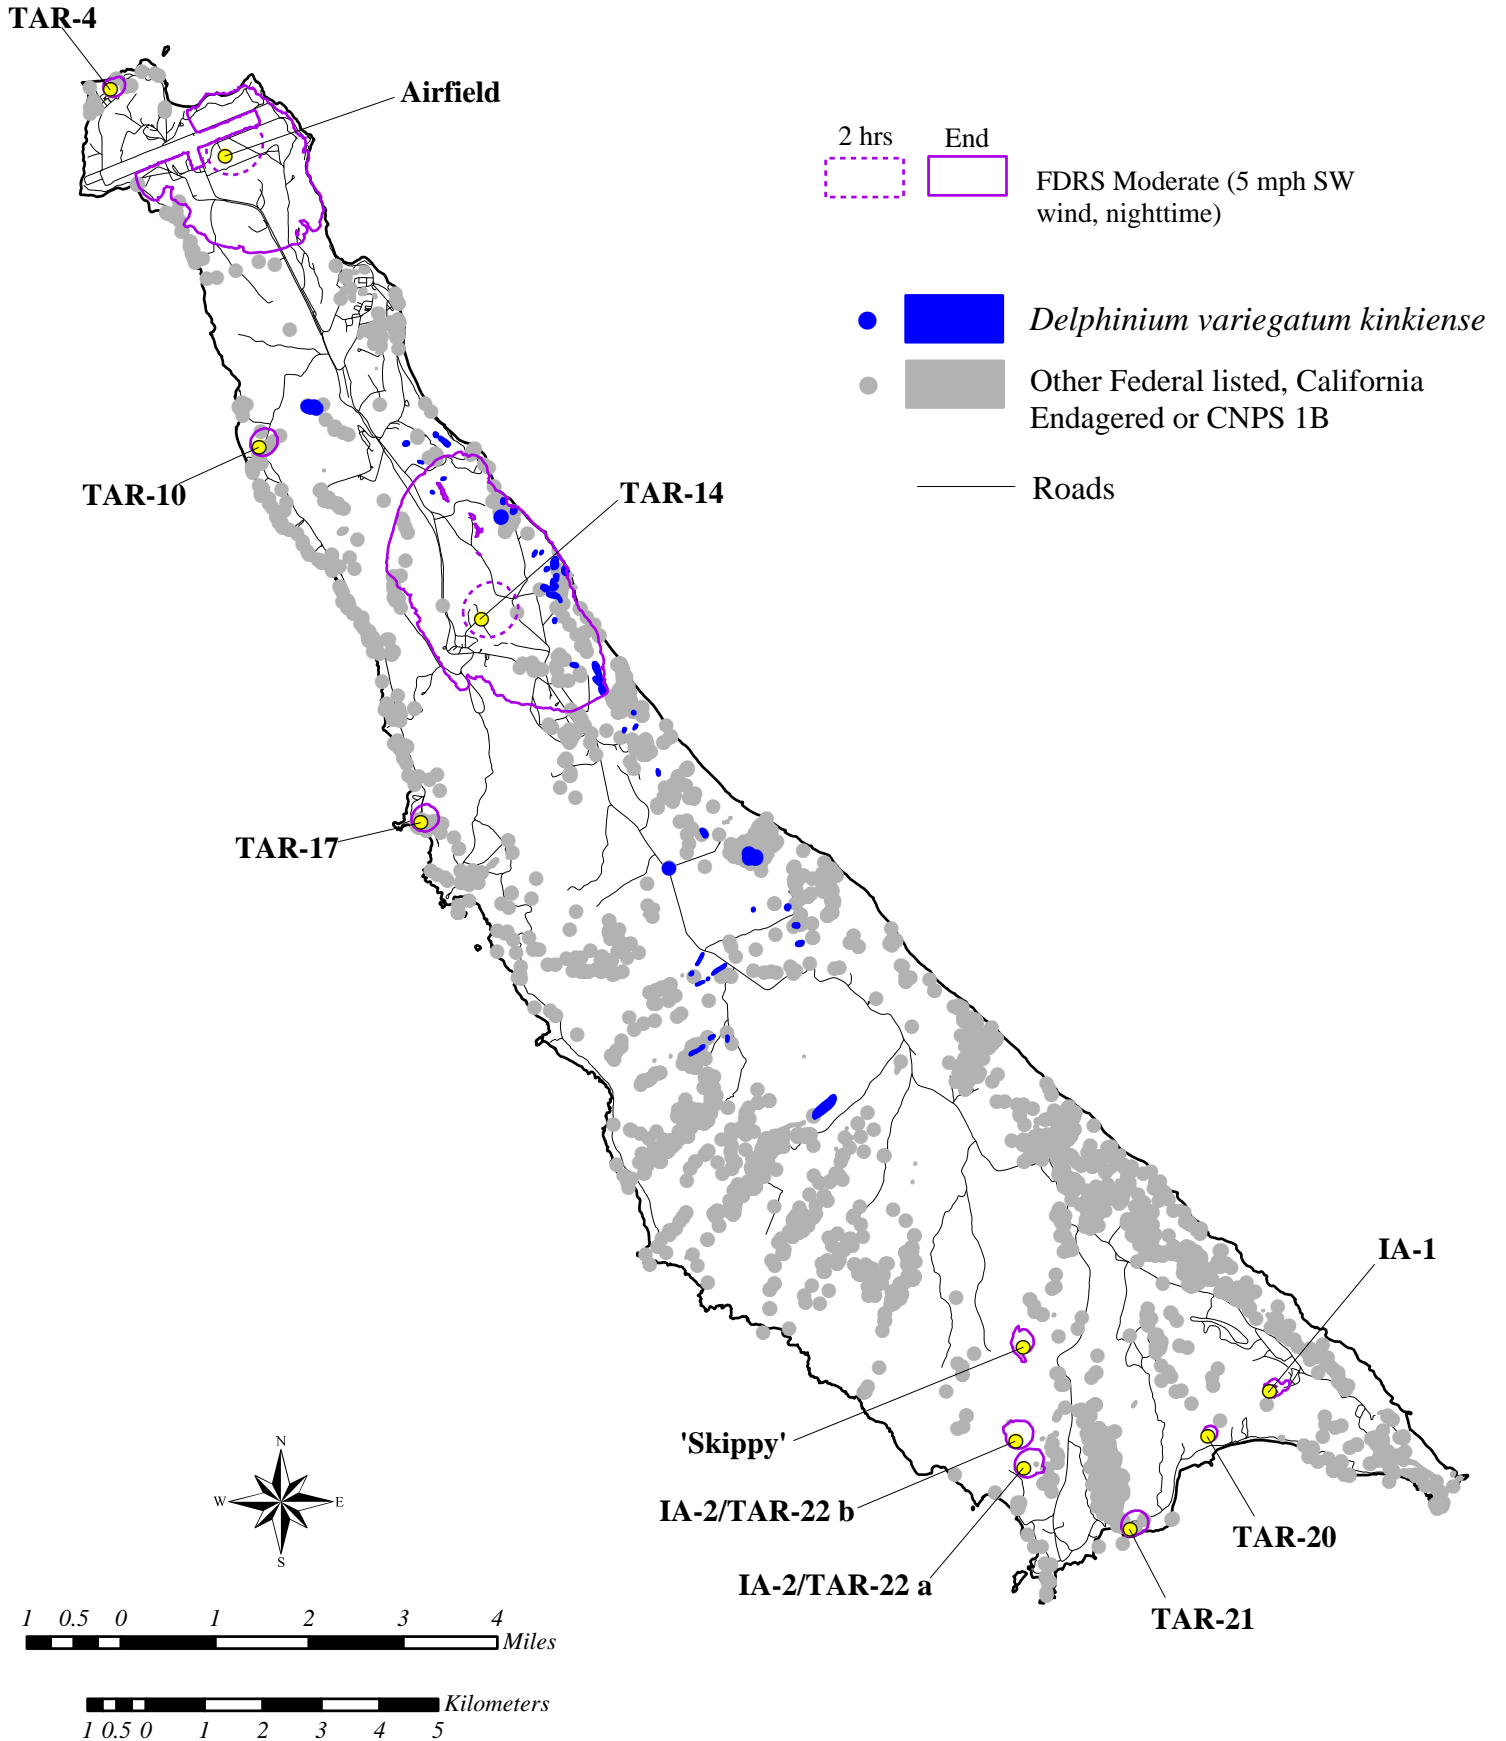 TAR-4
Airfield
2 hrs End
FDRS Moderate (5 mph SW
wind, nighttime)
Delphinium variegatum kinkiense
Other Federal listed, California
Endagered or CNPS 1B
Roads
TAR-10
TAR-14
TAR-17
IA-1
'Skippy'
IA-2/TAR-22 b
IA-2/TAR-22 a
TAR-20
TAR-21
N
W E
S
1 0.5 0 1 2 3 4
Miles
Kilometers
1 0.5 0 1 2 3 4 5